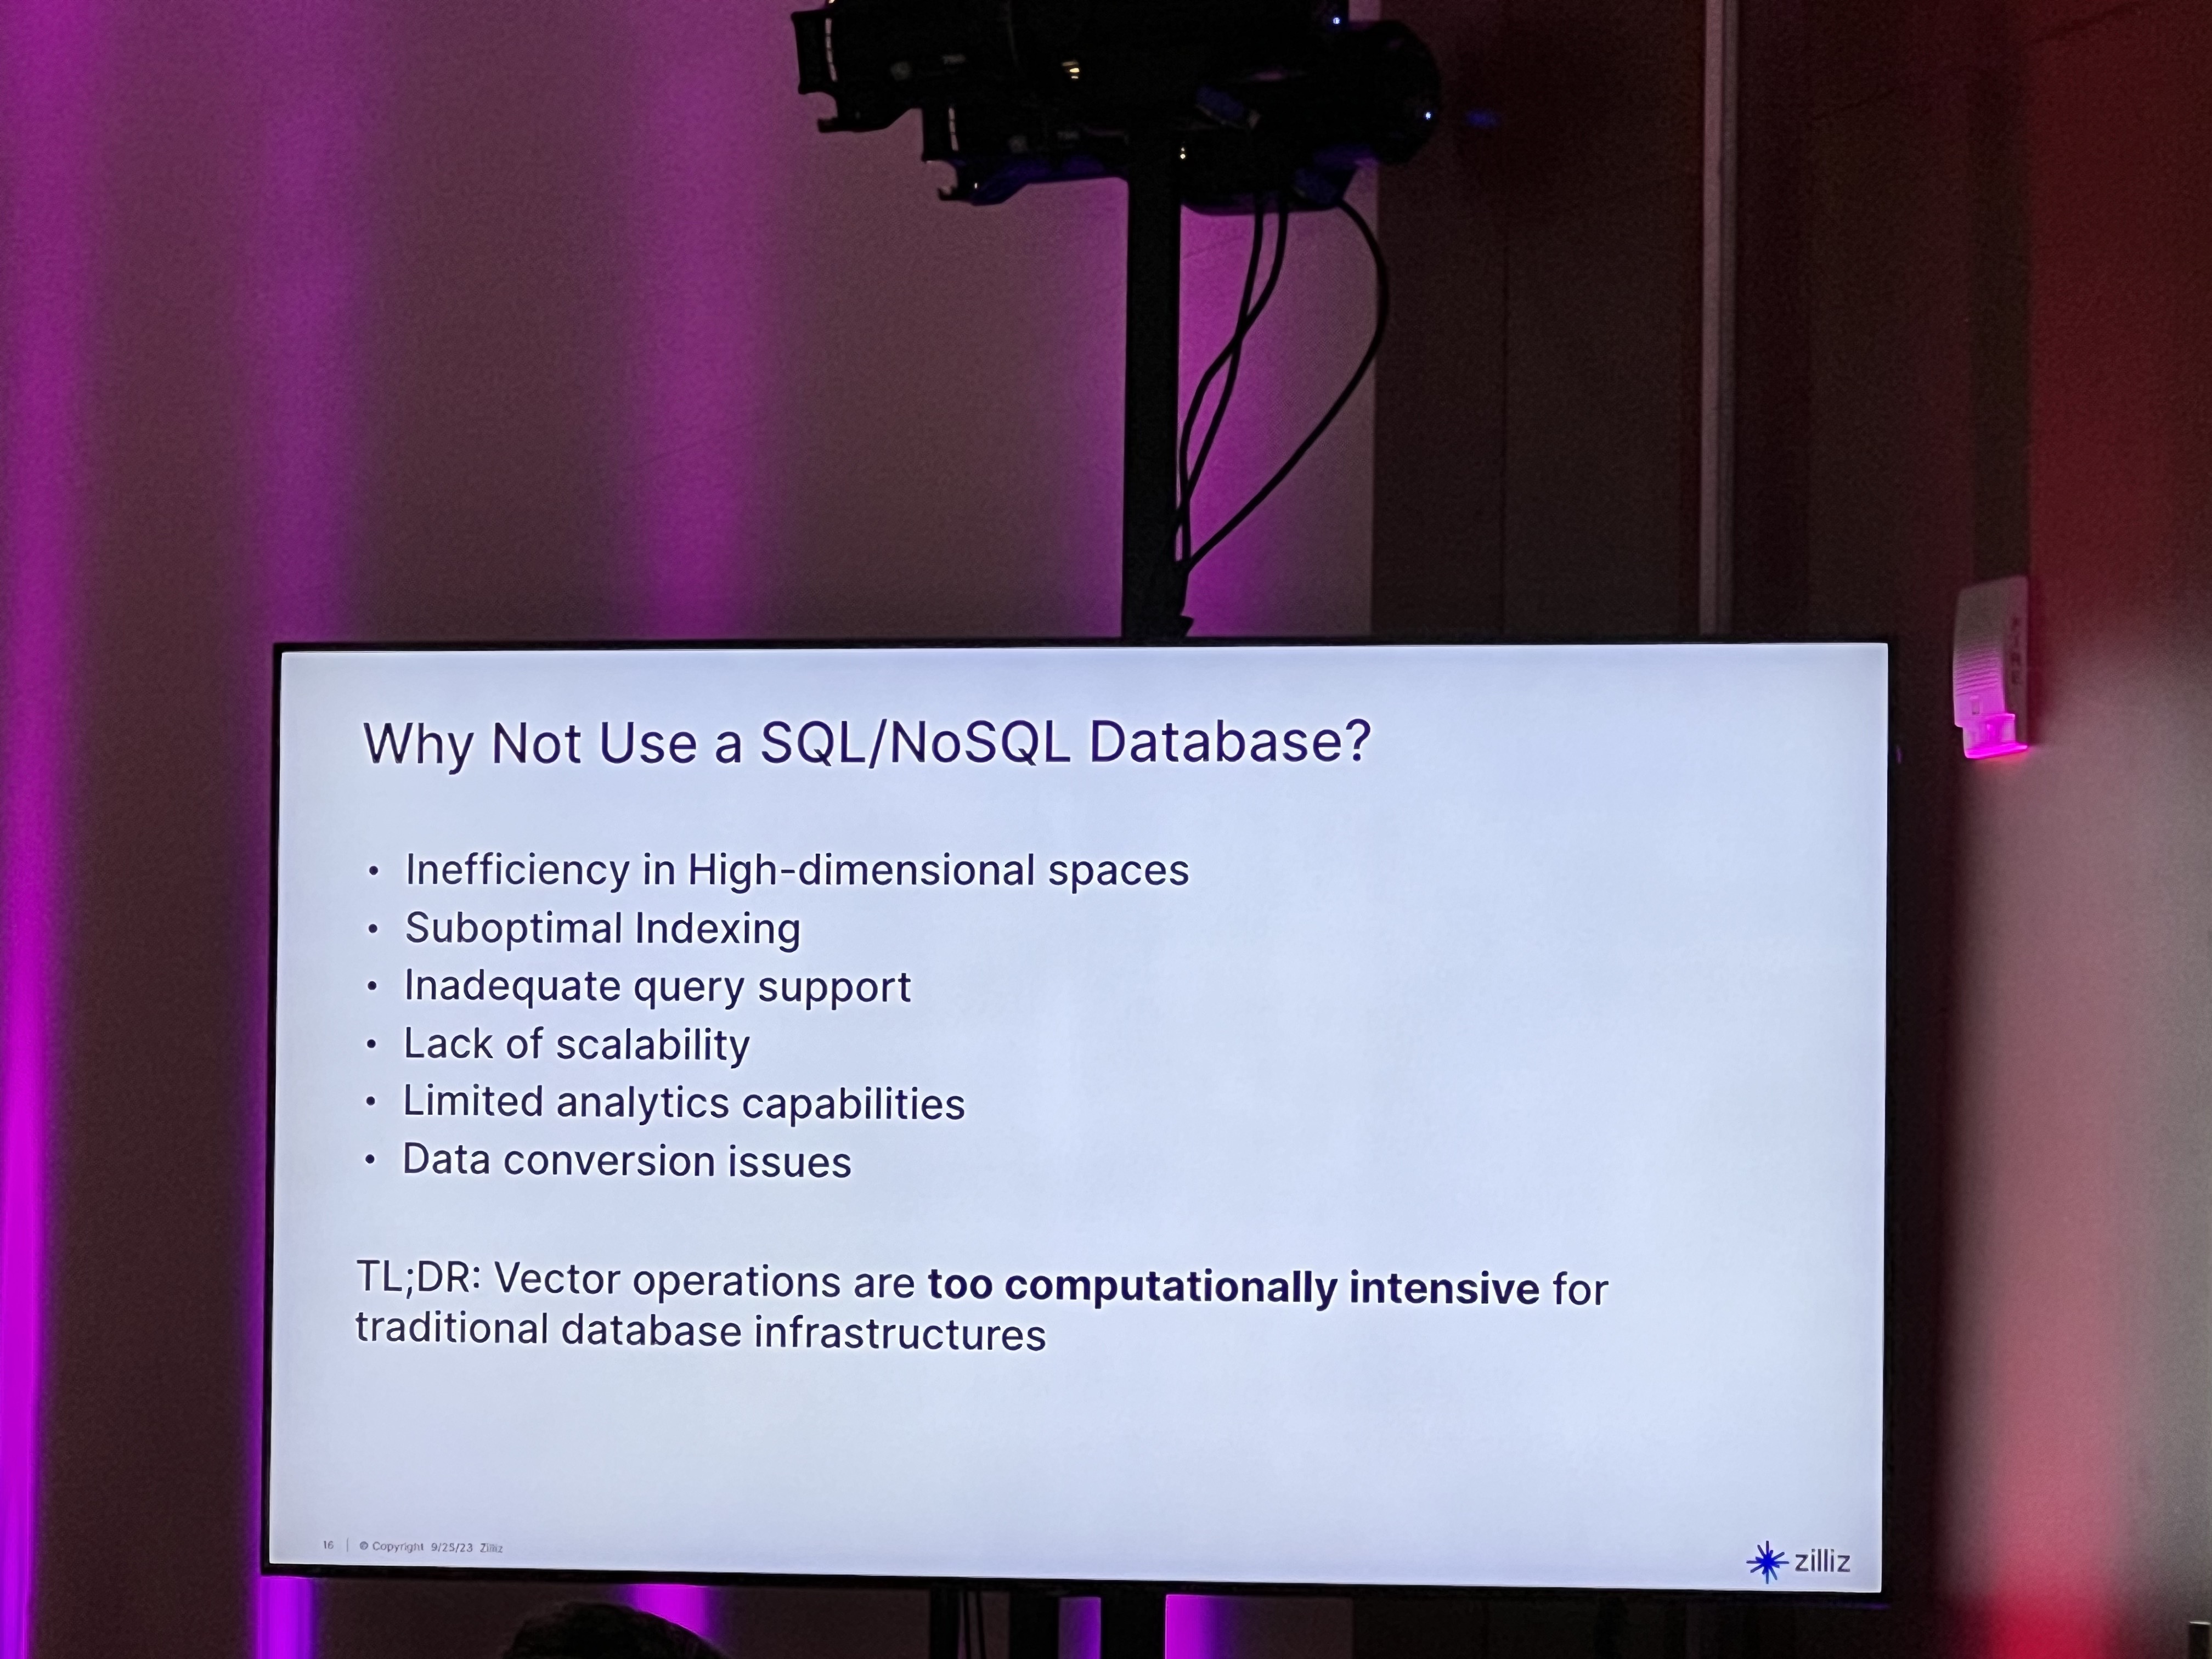 Why Not Use a SQL/NoSQL Database?
• Inefficiency in High-dimensional spaces
• Suboptimal Indexing
• Inadequate query support
• Lack of scalability
• Limited analytics capabilities
• Data conversion issues
TL;DR: Vector operations are too computationally intensive for
traditional database infrastructures
16 | © Copyright 9/25/23 Zilliz
zilliz